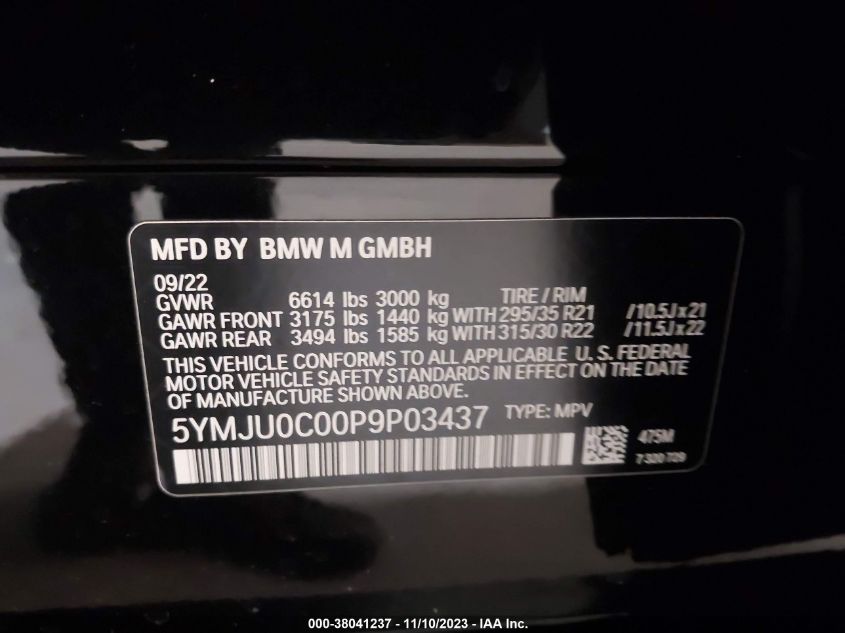 MFD BY BMW M GMBH
09/22
GVWR 6614 lbs 3000 kg TIRE / RIM
GAWR FRONT 3175 lbs 1440 kg WITH 295/35 R21 /10.5Jx21
GAWR REAR 3494 lbs 1585 kg WITH 315/30 R22 /11.5Jx22
THIS VEHICLE CONFORMS TO ALL APPLICABLE U. S. FEDERAL
MOTOR VEHICLE SAFETY STANDARDS IN EFFECT ON THE DATE
OF MANUFACTURE SHOWN ABOVE.
5YMJU0C00P9P03437 TYPE: MPV
475M
7 320 729
000-38041237 - 11/10/2023 - IAA Inc.